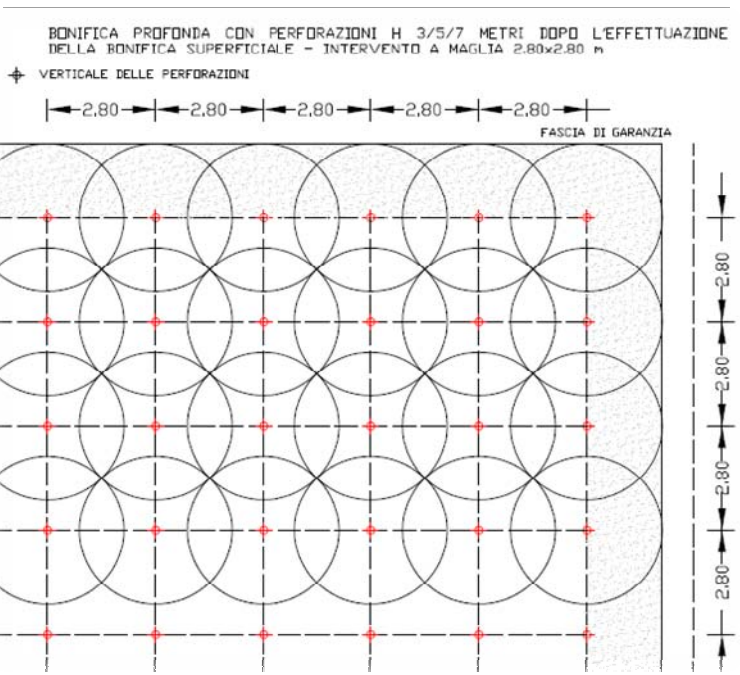 BONIFICA PROFONDA CON PERFORAZIONI H 3/5/7 METRI DOPO L'EFFETTUAZIONE
DELLA BONIFICA SUPERFICIALE - INTERVENTO A MAGLIA 2.80x2.80 m
VERTICALE DELLE PERFORAZIONI
2.80 2.80 2.80 2.80 2.80
FASCIA DI GARANZIA
2.80
2.80
2.80
2.80